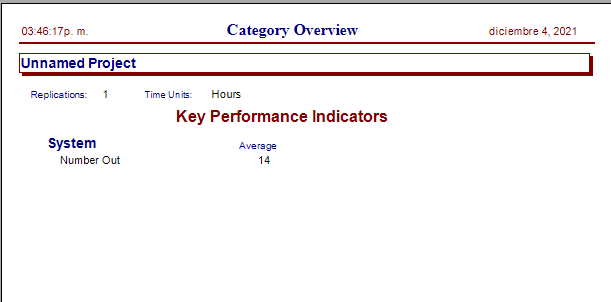 03:46:17p. m. Category Overview diciembre 4, 2021
Unnamed Project
Replications: 1 Time Units: Hours
Key Performance Indicators
System Average
Number Out 14